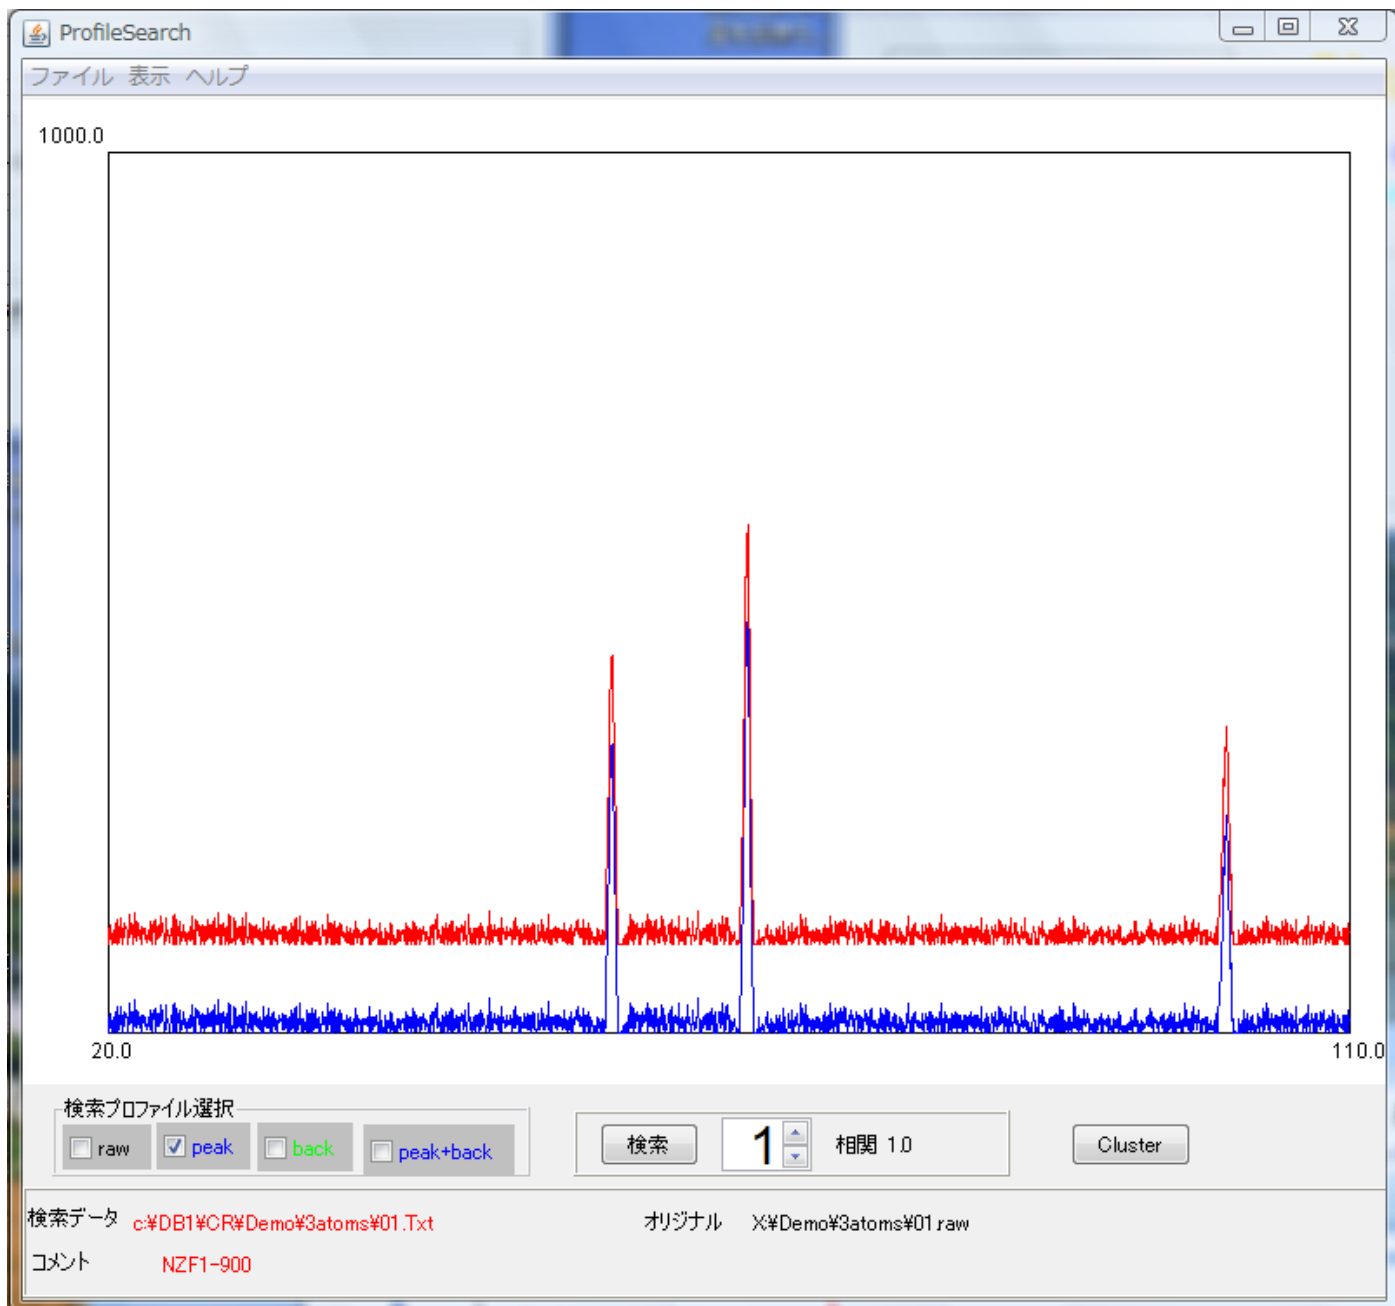 ProfileSearch
ファイル 表示 ヘルプ
1000.0
20.0 110.0
検索プロファイル選択
raw peak back peak+back 検索 1 相関 1.0 Cluster
検索データ c:¥DB1¥CR¥Demo¥3atoms¥01.Txt オリジナル X:¥Demo¥3atoms¥01.raw
コメント NZF1-900